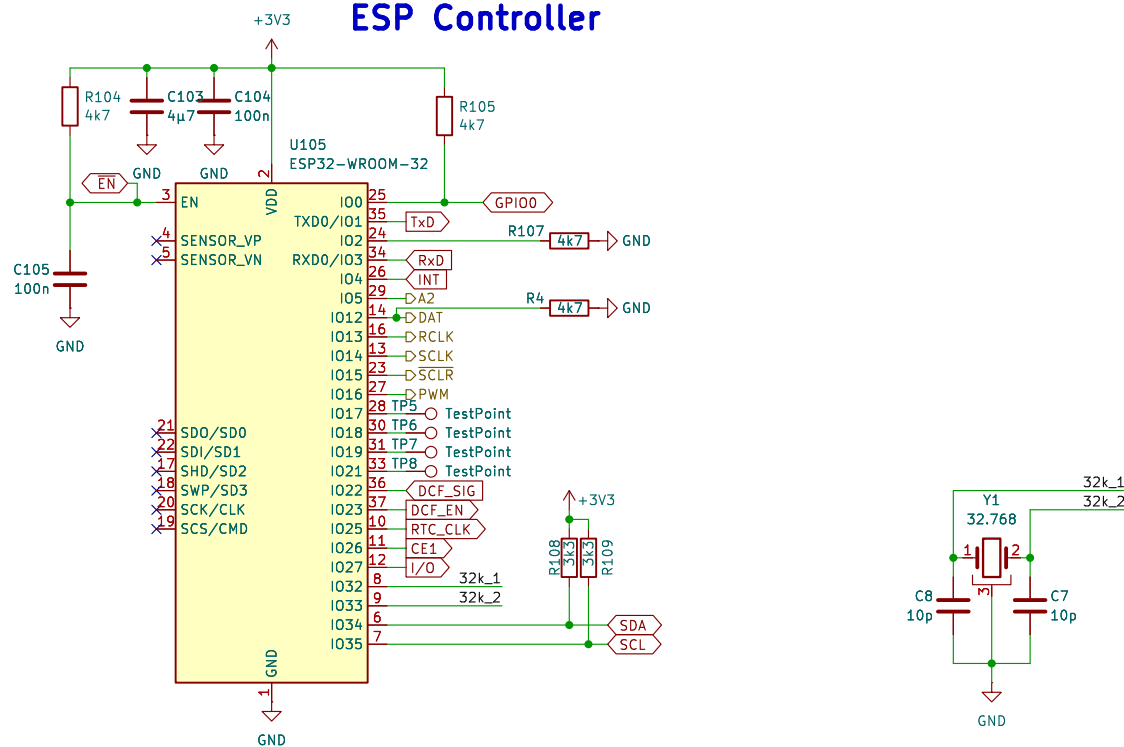 ESP Controller
+3V3
R104
4k7
C103
4µ7
C104
100n
R105
4k7
GND
GND
U105
ESP32-WROOM-32
EN
3
EN
2
VDD
4
SENSOR_VP
5
SENSOR_VN
C105
100n
GND
21
SDO/SD0
22
SDI/SD1
17
SHD/SD2
18
SWP/SD3
20
SCK/CLK
19
SCS/CMD
IO0
25
GPIO0
TXD0/IO1
35
TxD
IO2
24
R107
4k7
GND
RXD0/IO3
34
RxD
IO4
26
INT
IO5
29
A2
R4
4k7
GND
IO12
14
DAT
IO13
16
RCLK
IO14
13
SCLK
IO15
23
SCLR
IO16
27
PWM
IO17
28
TP5
TestPoint
IO18
30
TP6
TestPoint
IO19
31
TP7
TestPoint
IO21
33
TP8
TestPoint
IO22
36
DCF_SIG
IO23
37
DCF_EN
IO25
10
RTC_CLK
IO26
11
CE1
IO27
12
I/O
IO32
8
32k_1
IO33
9
32k_2
IO34
6
SDA
IO35
7
SCL
+3V3
R108
3k3
3k3
R109
GND
1
GND
32k_1
32k_2
Y1
32.768
1
2
3
C8
10p
C7
10p
GND